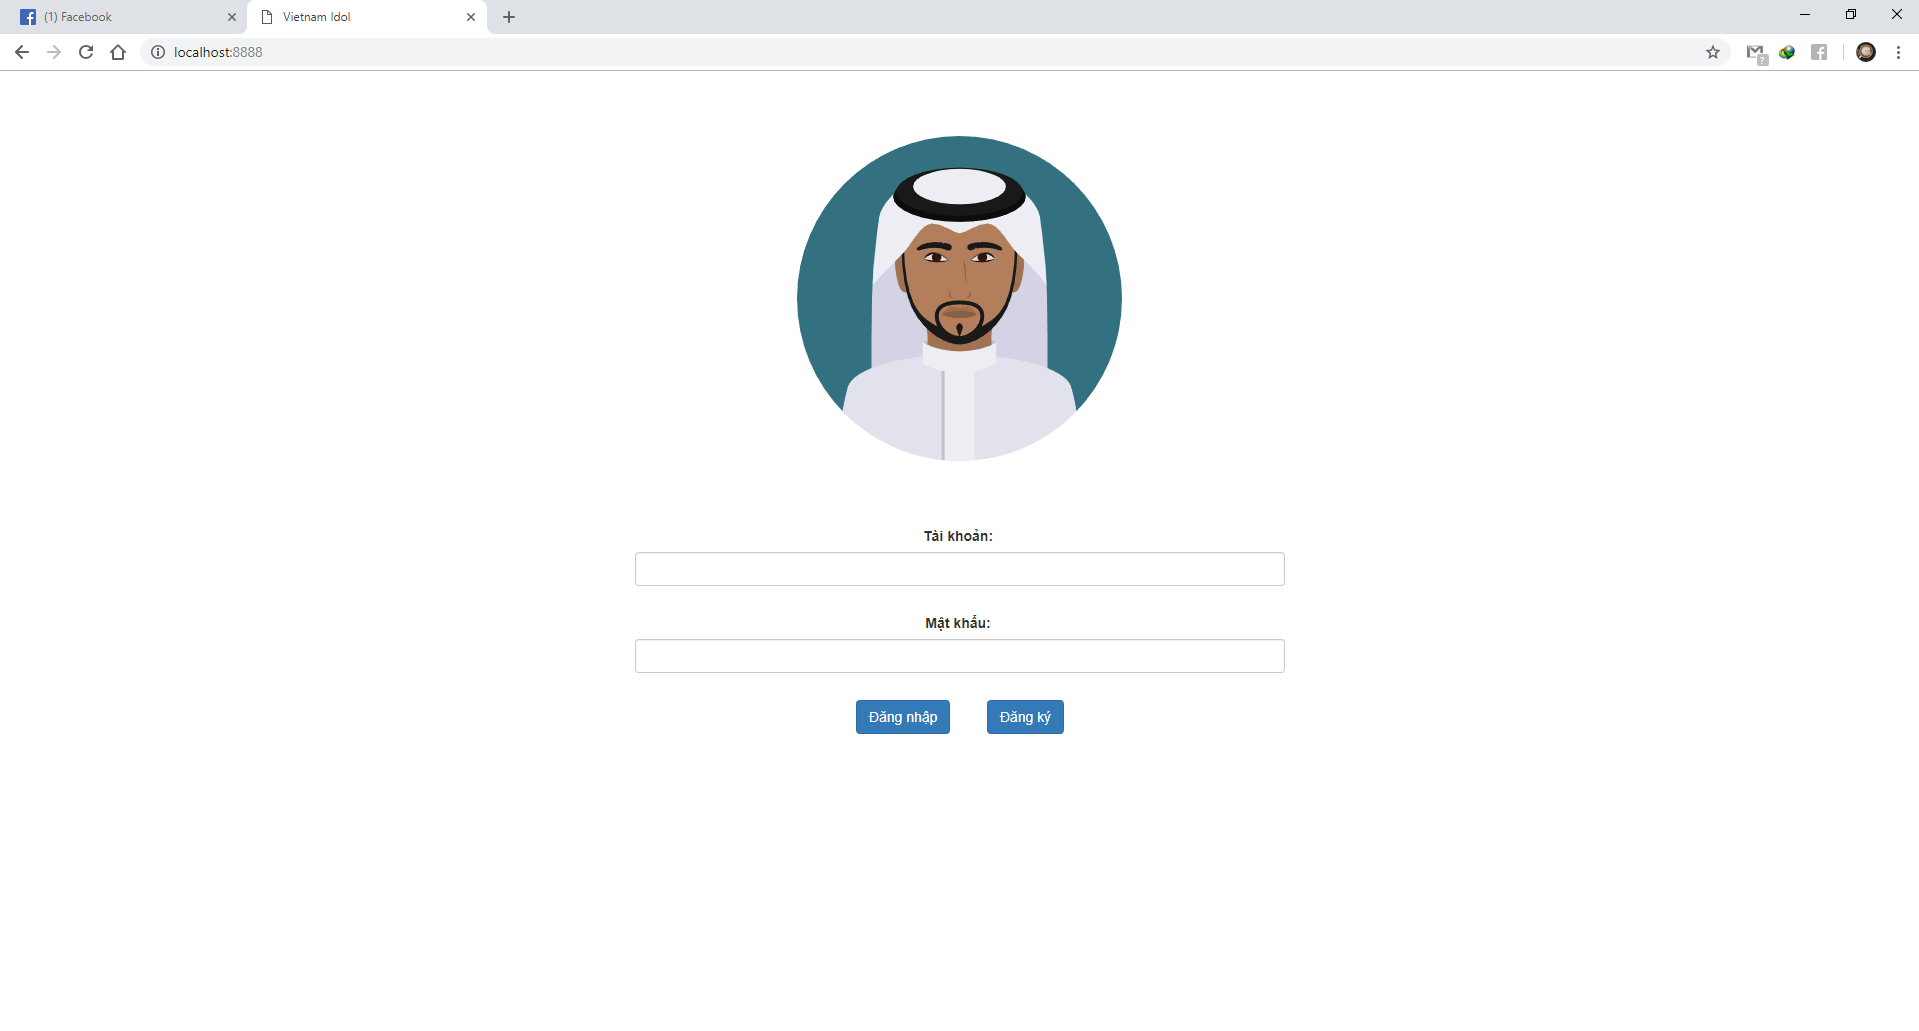 (1) Facebook
Vietnam Idol
localhost:8888
Tài khoản:
Mật khẩu:
Đăng nhập
Đăng ký